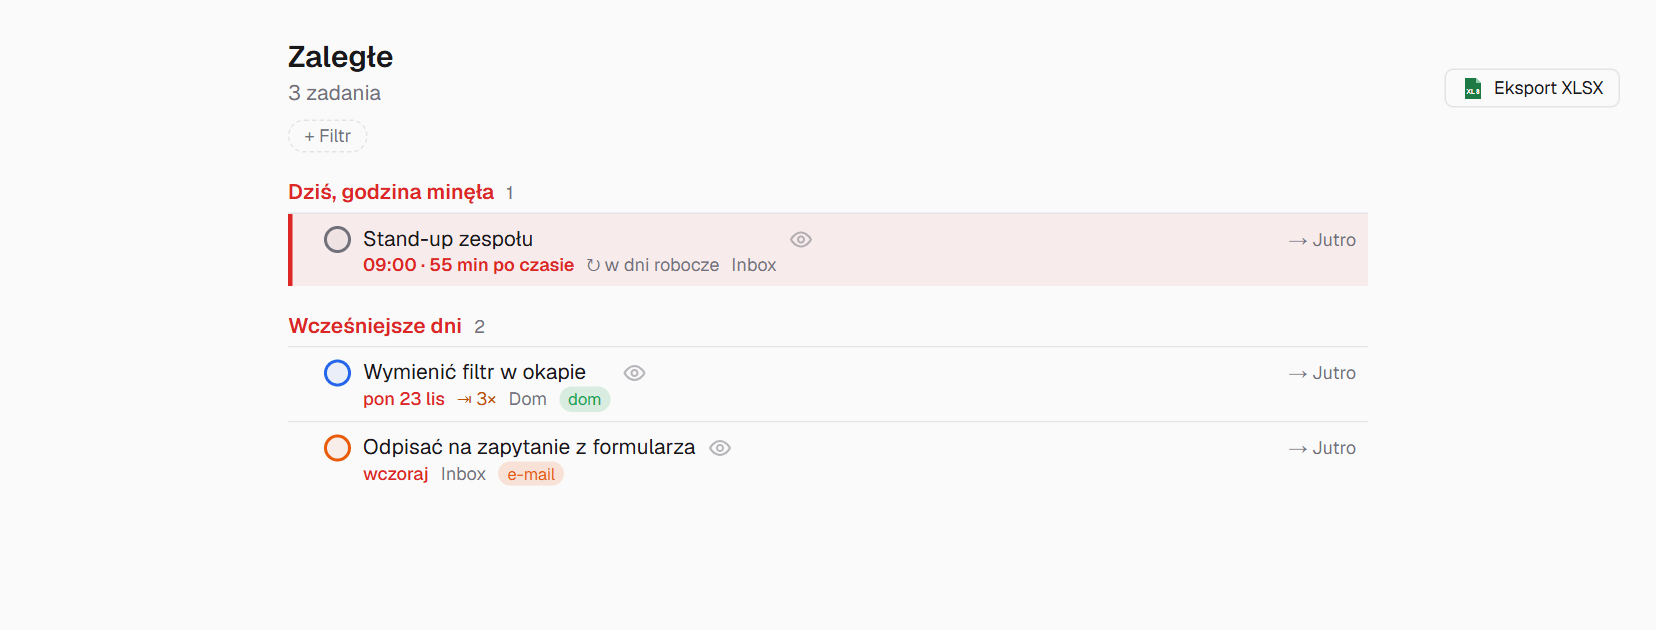 Zaległe
3 zadania
Eksport XLSX
+ Filtr
Dziś, godzina minęła 1
Stand-up zespołu
→ Jutro
09:00 · 55 min po czasie ↻ w dni robocze Inbox
Wcześniejsze dni 2
Wymienić filtr w okapie
→ Jutro
pon 23 lis ⇥ 3× Dom dom
Odpisać na zapytanie z formularza
→ Jutro
wczoraj Inbox e-mail